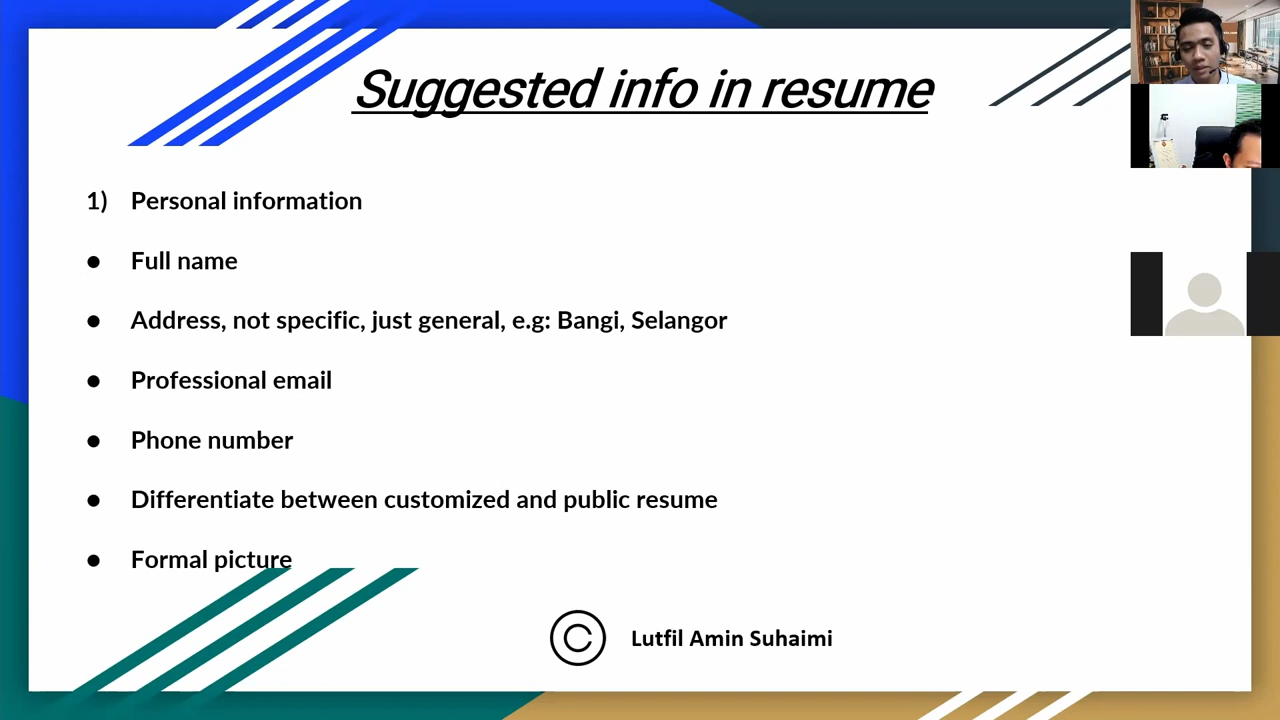 Suggested info in resume
1) Personal information
● Full name
● Address, not specific, just general, e.g: Bangi, Selangor
● Professional email
● Phone number
● Differentiate between customized and public resume
● Formal picture
© Lutfil Amin Suhaimi